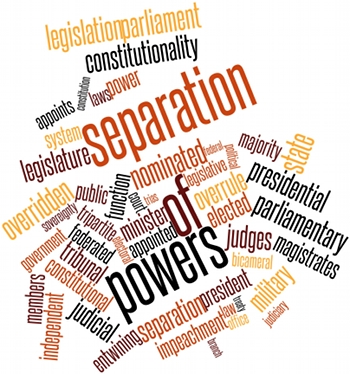 legislation
parliament
constitutionality
constitution
appoints
laws
power
separation
system
legislature
nominated
federal
political
majority
state
legislative
presidential
overridden
public
function
tries
overrule
parliamentary
sovereignty
tripartite
minister
of
elected
government
federated
appointed
judges
magistrates
tribunal
powers
bicameral
constitutional
members
independent
judicial
president
military
separation
law
treaty
judiciary
entwining
impeachment
office
branch